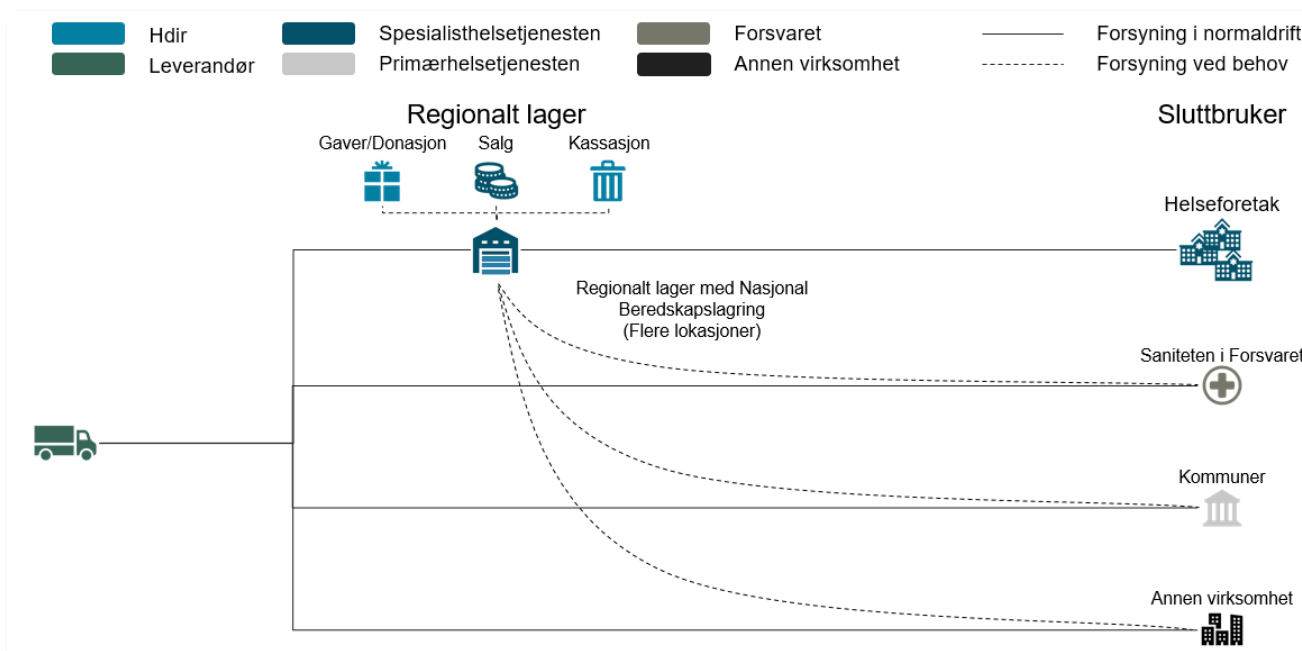 Hdir
Spesialisthelsetjenesten
Forsvaret
Forsyning i normaldrift
Leverandør
Primærhelsetjenesten
Annen virksomhet
Forsyning ved behov
Regionalt lager
Sluttbruker
Gaver/Donasjon
Salg
Kassasjon
Helseforetak
Regionalt lager med Nasjonal
Beredskapslagring
(Flere lokasjoner)
Saniteten i Forsvaret
Kommuner
Annen virksomhet